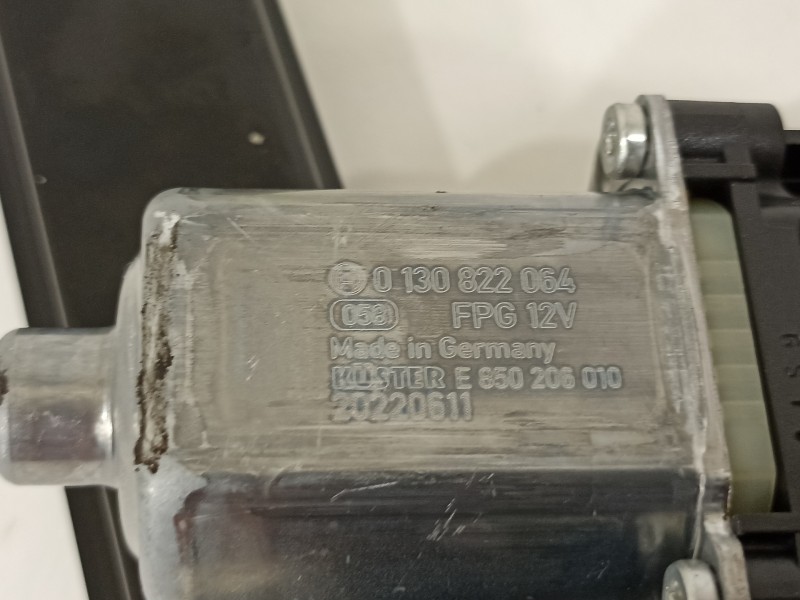 0 130 822 064
058 FPG 12V
Made in Germany
KÜSTER E 850 206 010
20220611